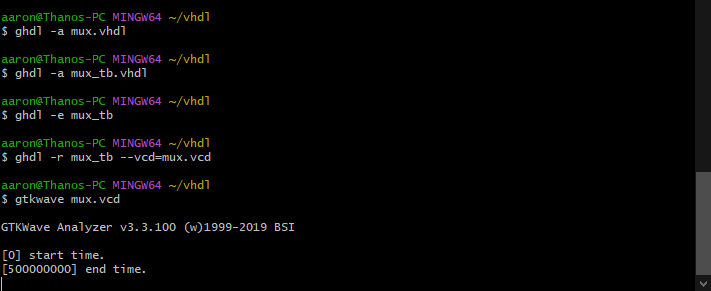 aaron@Thanos-PC MINGW64 ~/vhdl
$ ghdl -a mux.vhdl
aaron@Thanos-PC MINGW64 ~/vhdl
$ ghdl -a mux_tb.vhdl
aaron@Thanos-PC MINGW64 ~/vhdl
$ ghdl -e mux_tb
aaron@Thanos-PC MINGW64 ~/vhdl
$ ghdl -r mux_tb --vcd=mux.vcd
aaron@Thanos-PC MINGW64 ~/vhdl
$ gtkwave mux.vcd
GTKWave Analyzer v3.3.100 (w)1999-2019 BSI
[0] start time.
[50000000] end time.